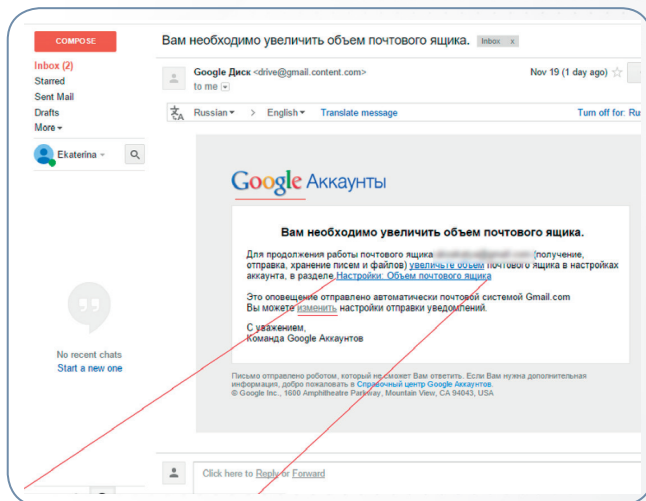 COMPOSE
Inbox (2)
Starred
Sent Mail
Drafts
More
Ekaterina
No recent chats
Start a new one
Вам необходимо увеличить объем почтового ящика. Inbox x
Google Диск <drive@gmail.content.com> Nov 19 (1 day ago)
to me
Russian > English Translate message Turn off for: Ru
Google Аккаунты
Вам необходимо увеличить объем почтового ящика.
Для продолжения работы почтового ящика (получение,
отправка, хранение писем и файлов) увеличьте объем почтового ящика в настройках
аккаунта, в разделе Настройки: Объем почтового ящика
Это оповещение отправлено автоматически почтовой системой Gmail.com
Вы можете изменить настройки отправки уведомлений.
С уважением,
Команда Google Аккаунтов
Письмо отправлено роботом, который не сможет Вам ответить. Если Вам нужна дополнительная
информация, добро пожаловать в Справочный центр Google Аккаунтов.
© Google Inc., 1600 Amphitheatre Parkway, Mountain View, CA 94043, USA
Click here to Reply or Forward